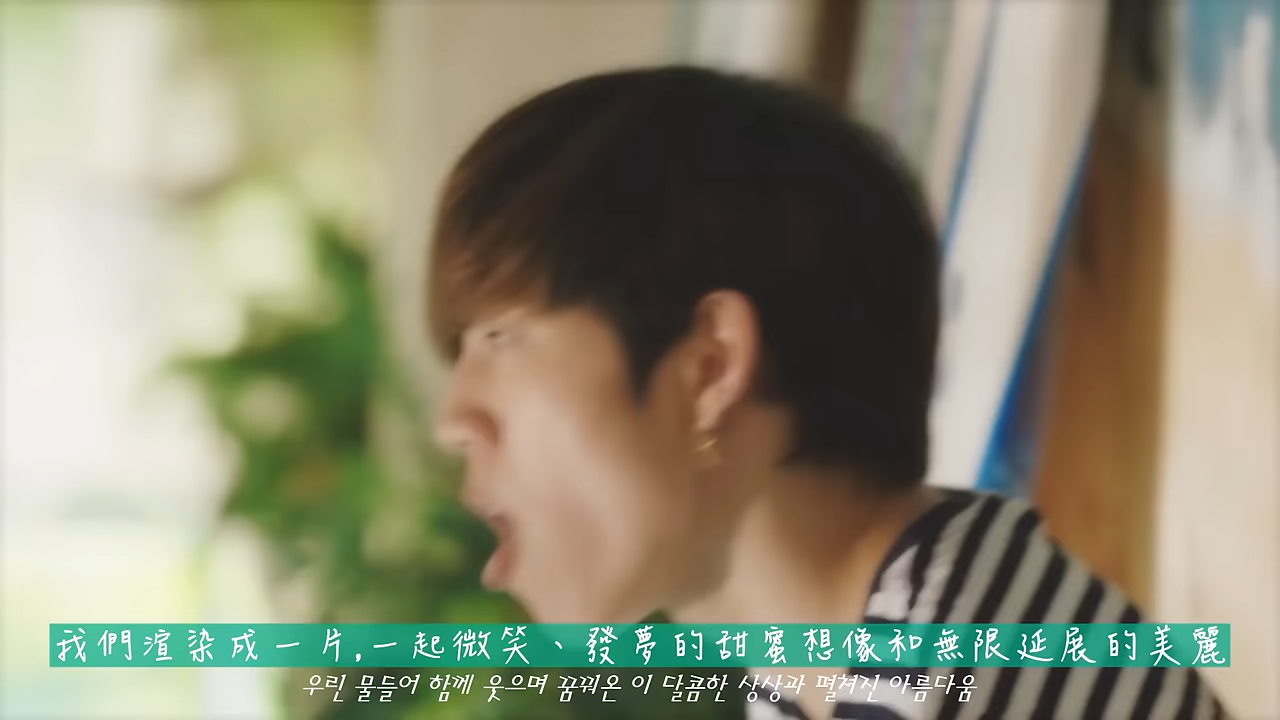 我們渲染成一片,一起微笑、發夢的甜蜜想像和無限延展的美麗
우린 물들어 함께 웃으며 꿈꿔온 이 달콤한 상상과 펼쳐진 아름다움